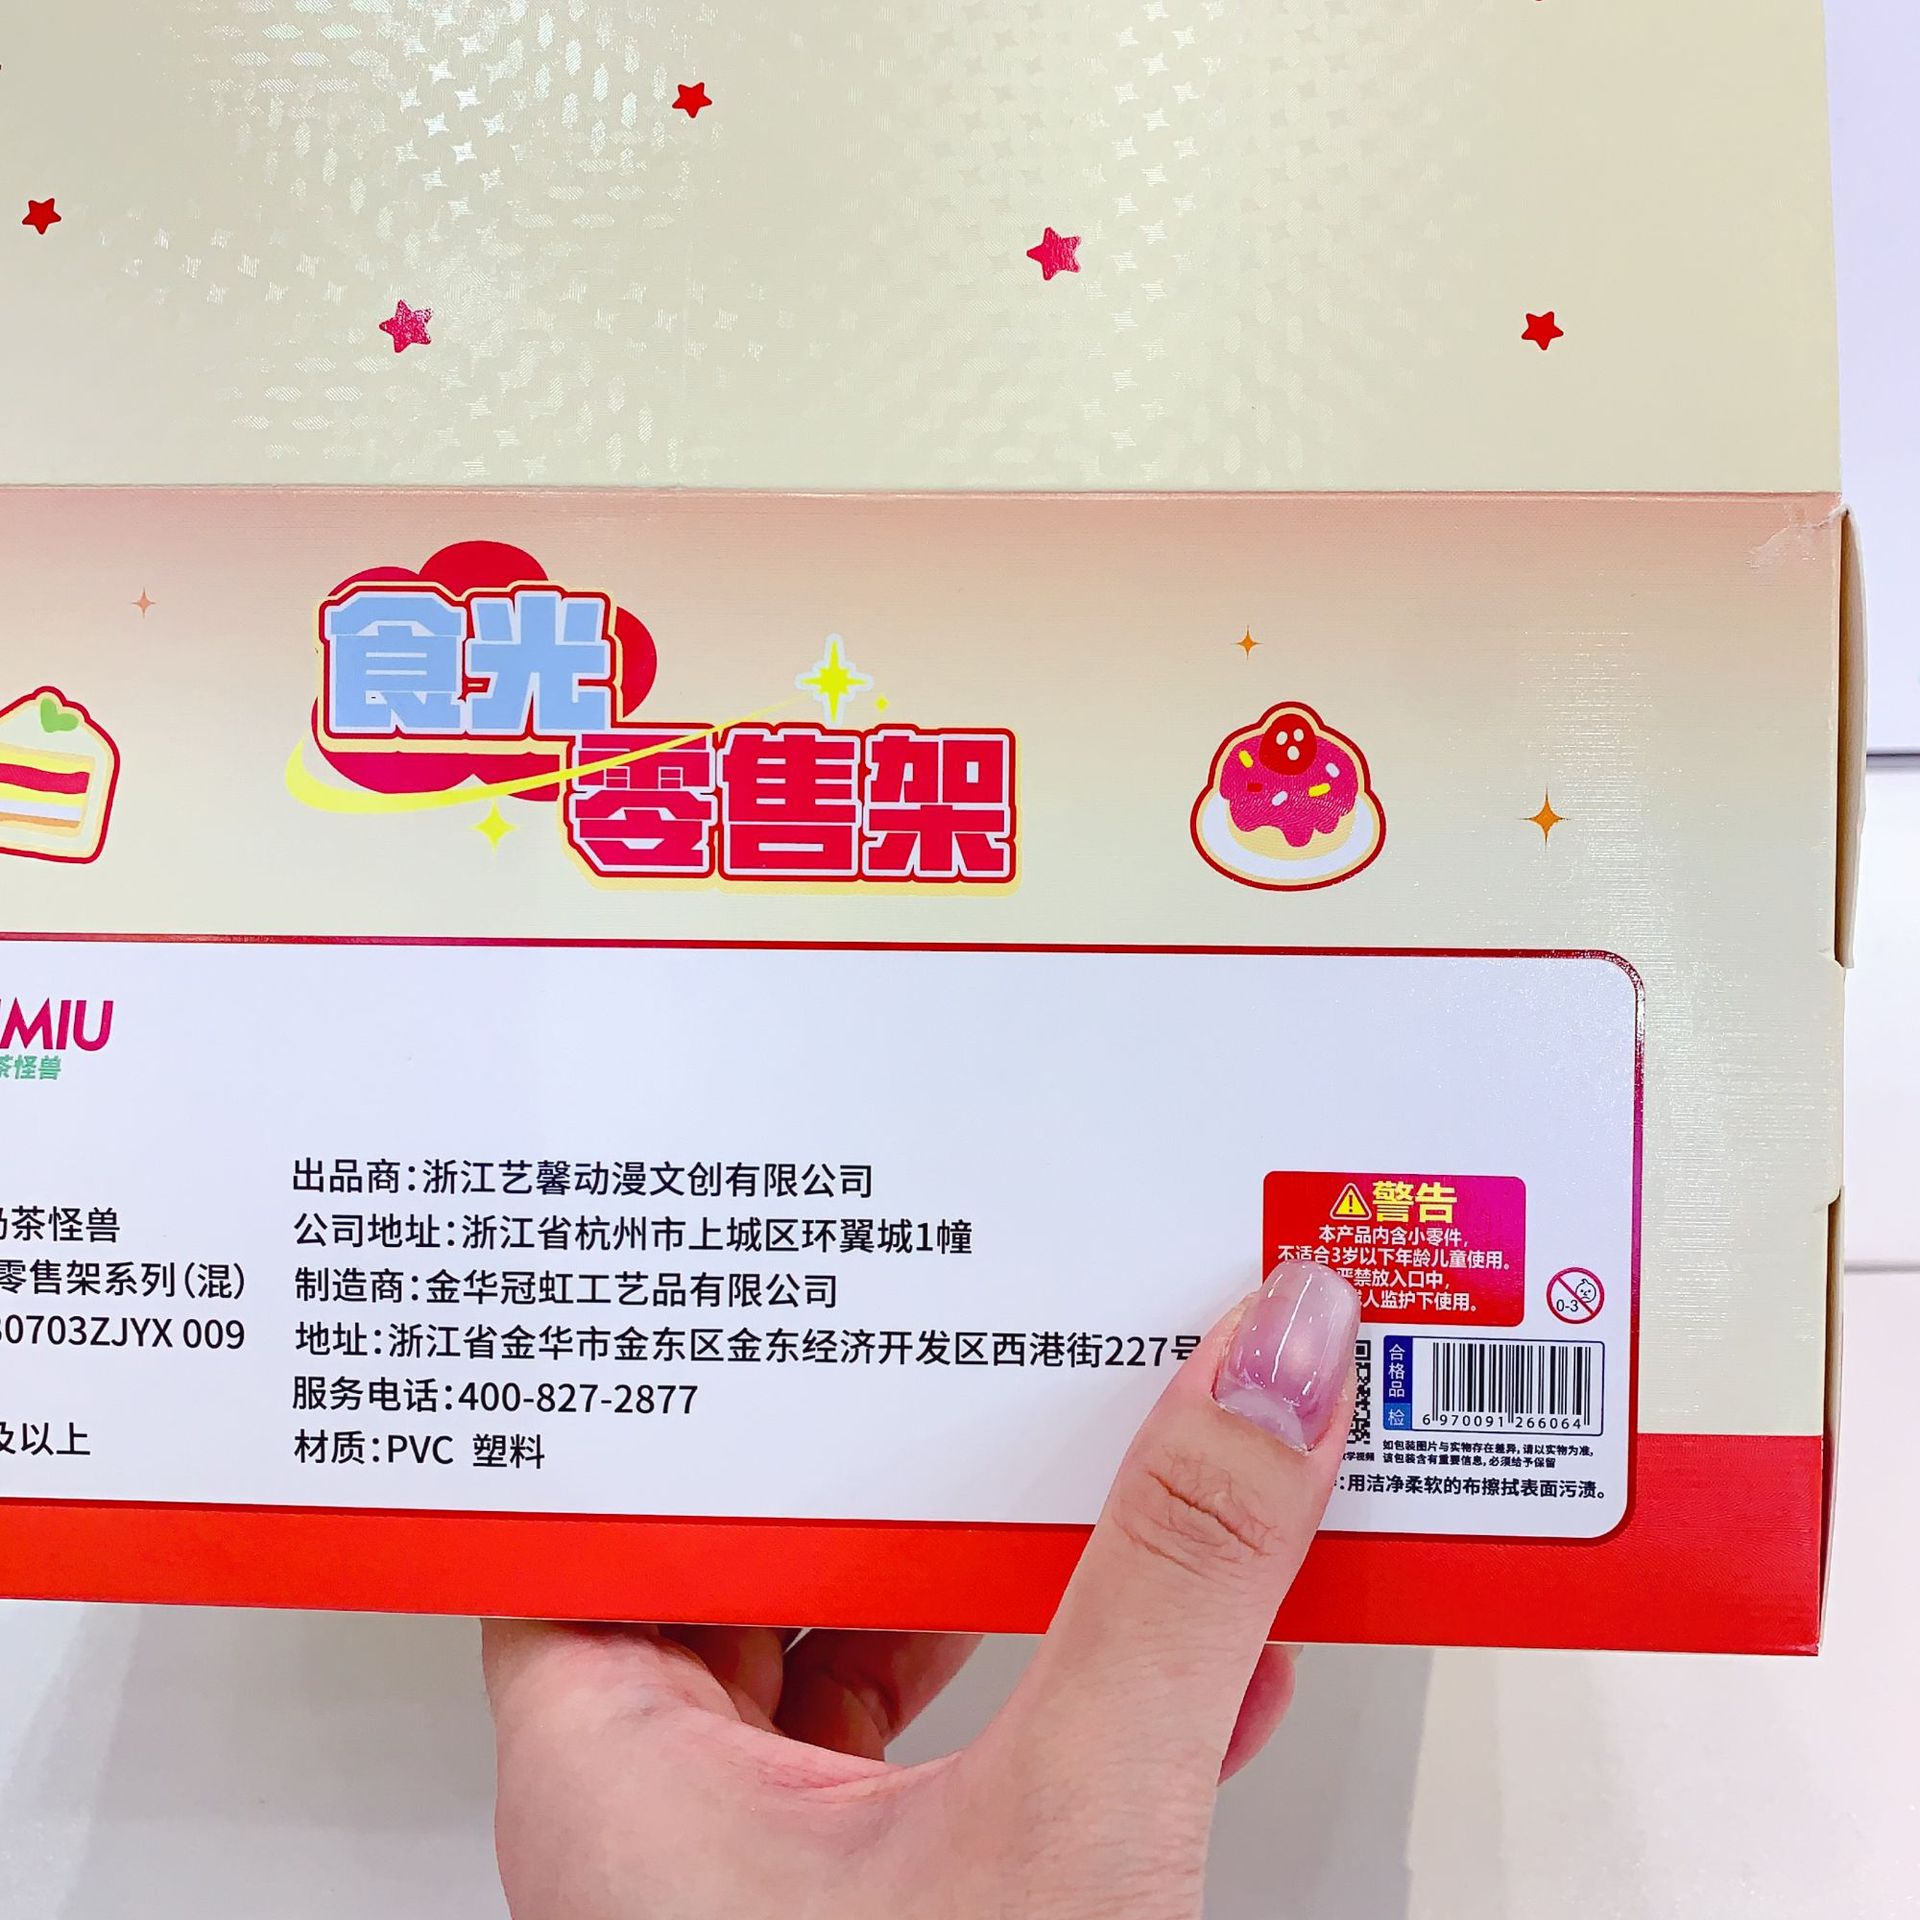 食光
零售架
MIU
茶怪兽
奶茶怪兽
零售架系列(混)
30703ZJYX 009
及以上
出品商:浙江艺馨动漫文创有限公司
公司地址:浙江省杭州市上城区环翼城1幢
制造商:金华冠虹工艺品有限公司
地址:浙江省金华市金东区金东经济开发区西港街227号
服务电话:400-827-2877
材质:PVC 塑料
警告
本产品内含小零件,
不适合3岁以下年龄儿童使用。
严禁放入口中,
人监护下使用。
0-3
合格品
检
6 970091 266064
学视频
如包装图片与实物存在差异,请以实物为准,
该包装含有重要信息,必须给予保留
:用洁净柔软的布擦拭表面污渍。